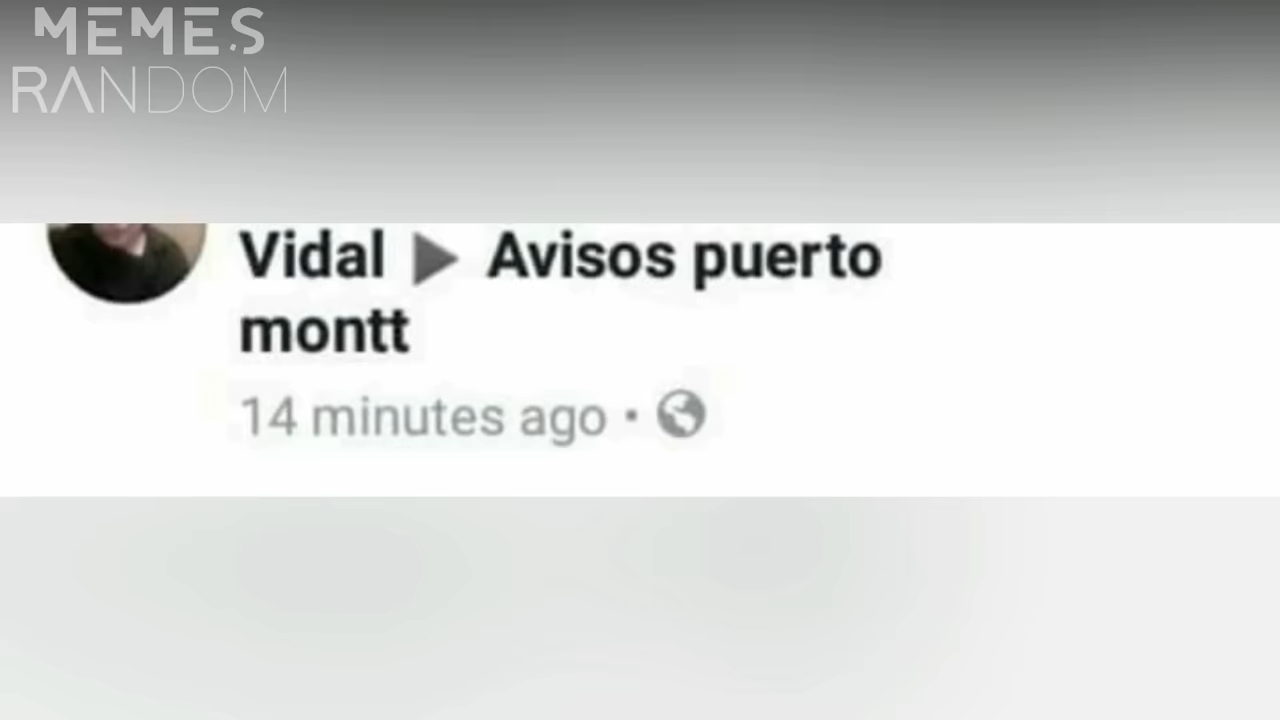 MEMES
RANDOM
Vidal ▶ Avisos puerto
montt
14 minutes ago •